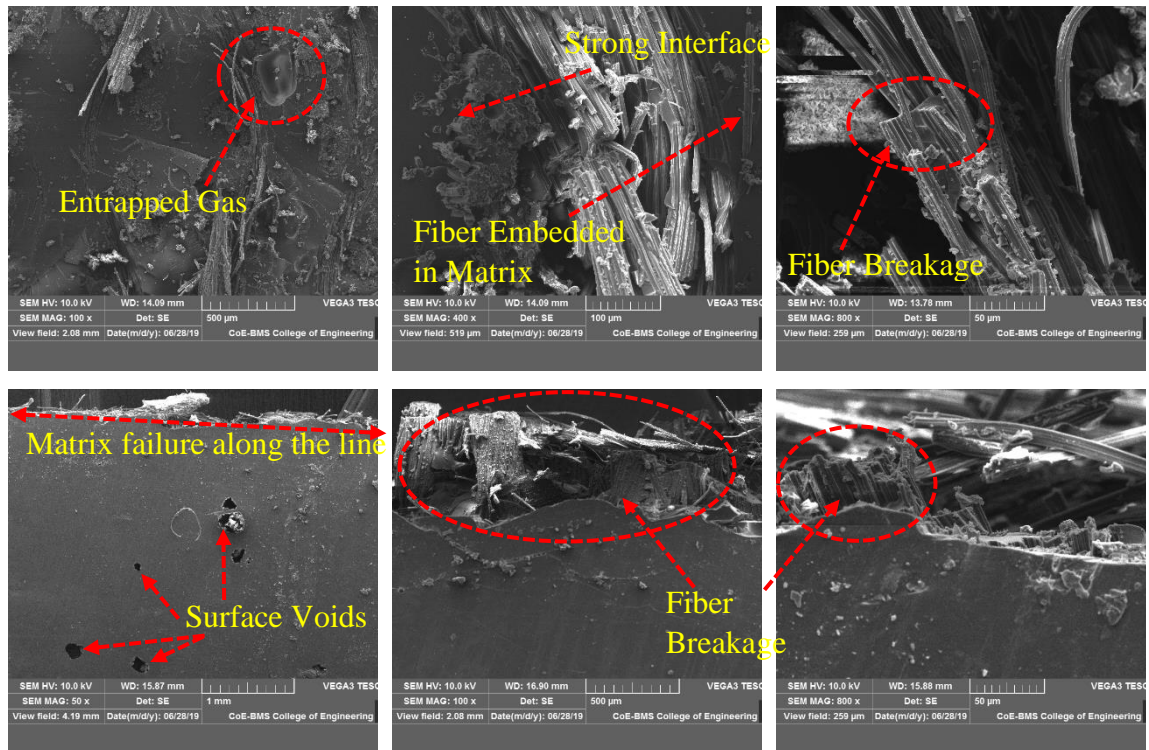 Entrapped Gas
SEM HV: 10.0 kV WD: 14.09 mm
SEM MAG: 100 x Det: SE 500 µm
View field: 2.08 mm Date(m/d/y): 06/28/19
VEGA3 TESC
CoE-BMS College of Engineering
Strong Interface
Fiber Embedded
in Matrix
SEM HV: 10.0 kV WD: 14.09 mm
SEM MAG: 400 x Det: SE 100 µm
View field: 519 µm Date(m/d/y): 06/28/19
VEGA3 TESC
CoE-BMS College of Engineering
Fiber Breakage
SEM HV: 10.0 kV WD: 13.78 mm
SEM MAG: 800 x Det: SE 50 µm
View field: 259 µm Date(m/d/y): 06/28/19
VEGA3 TESC
CoE-BMS College of Engineering
Matrix failure along the line
Surface Voids
SEM HV: 10.0 kV WD: 15.87 mm
SEM MAG: 50 x Det: SE 1 mm
View field: 4.19 mm Date(m/d/y): 06/28/19
VEGA3 TESC
CoE-BMS College of Engineering
Fiber
Breakage
SEM HV: 10.0 kV WD: 16.90 mm
SEM MAG: 100 x Det: SE 500 µm
View field: 2.08 mm Date(m/d/y): 06/28/19
VEGA3 TESC
CoE-BMS College of Engineering
SEM HV: 10.0 kV WD: 15.88 mm
SEM MAG: 800 x Det: SE 50 µm
View field: 259 µm Date(m/d/y): 06/28/19
VEGA3 TESC
CoE-BMS College of Engineering